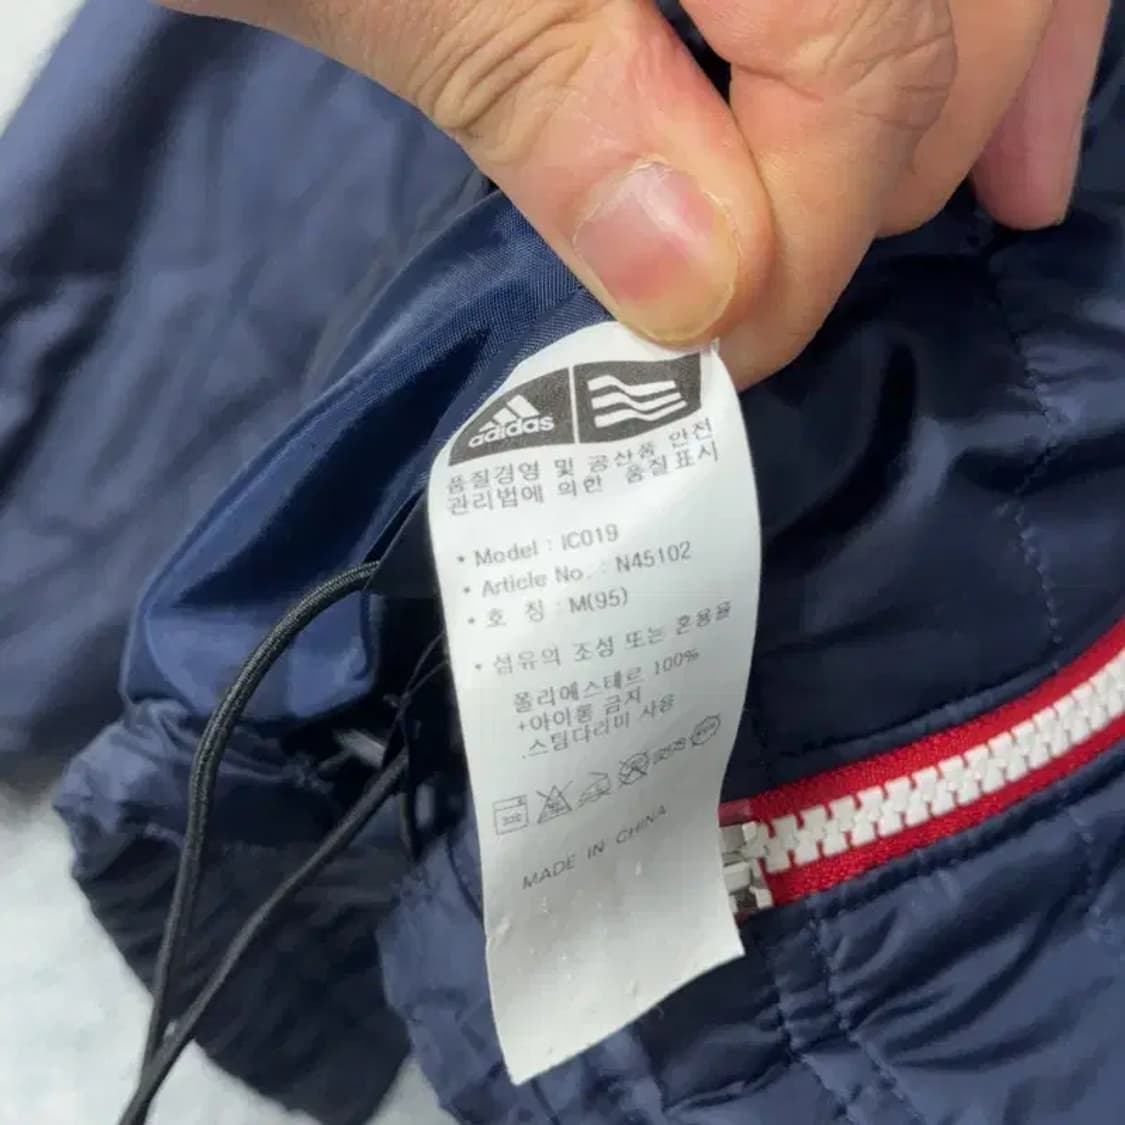 adidas
품질경영 및 공산품 안전
관리법에 의한 품질표시
• Model : IC019
• Article No. : N45102
• 호 칭 : M(95)
• 섬유의 조성 또는 혼용율
폴리에스테르 100%
+아이롱 금지
.스팀다리미 사용
MADE IN CHINA